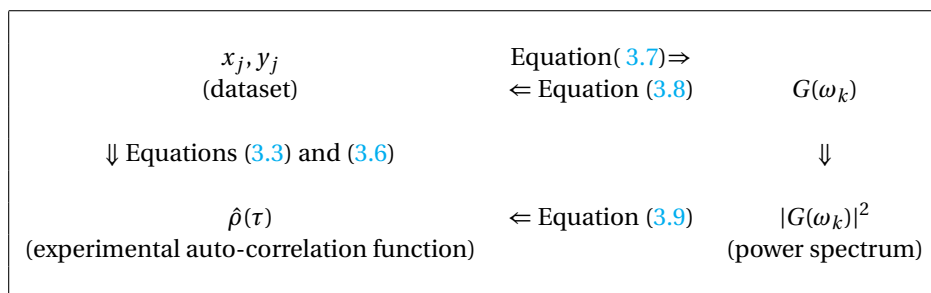 x_j, y_j Equation( 3.7)⇒
(dataset) ⇐ Equation (3.8) G(ω_k)
⇓ Equations (3.3) and (3.6) ⇓
ρ̂(τ) ⇐ Equation (3.9) |G(ω_k)|²
(experimental auto-correlation function) (power spectrum)